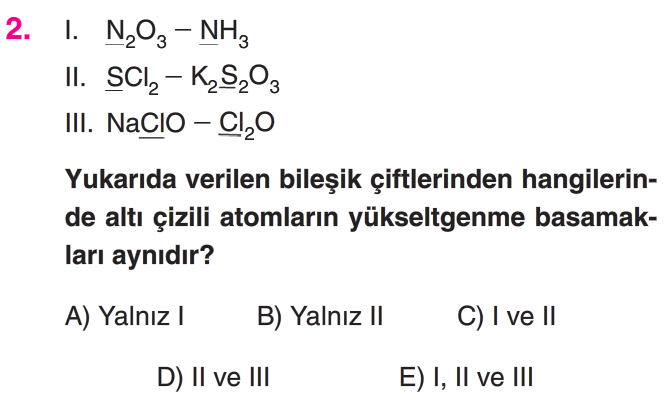 2. I. N₂O₃ – NH₃
II. SCl₂ – K₂S₂O₃
III. NaClO – Cl₂O
Yukarıda verilen bileşik çiftlerinden hangilerin-
de altı çizili atomların yükseltgenme basamak-
ları aynıdır?
A) Yalnız I B) Yalnız II C) I ve II
D) II ve III E) I, II ve III